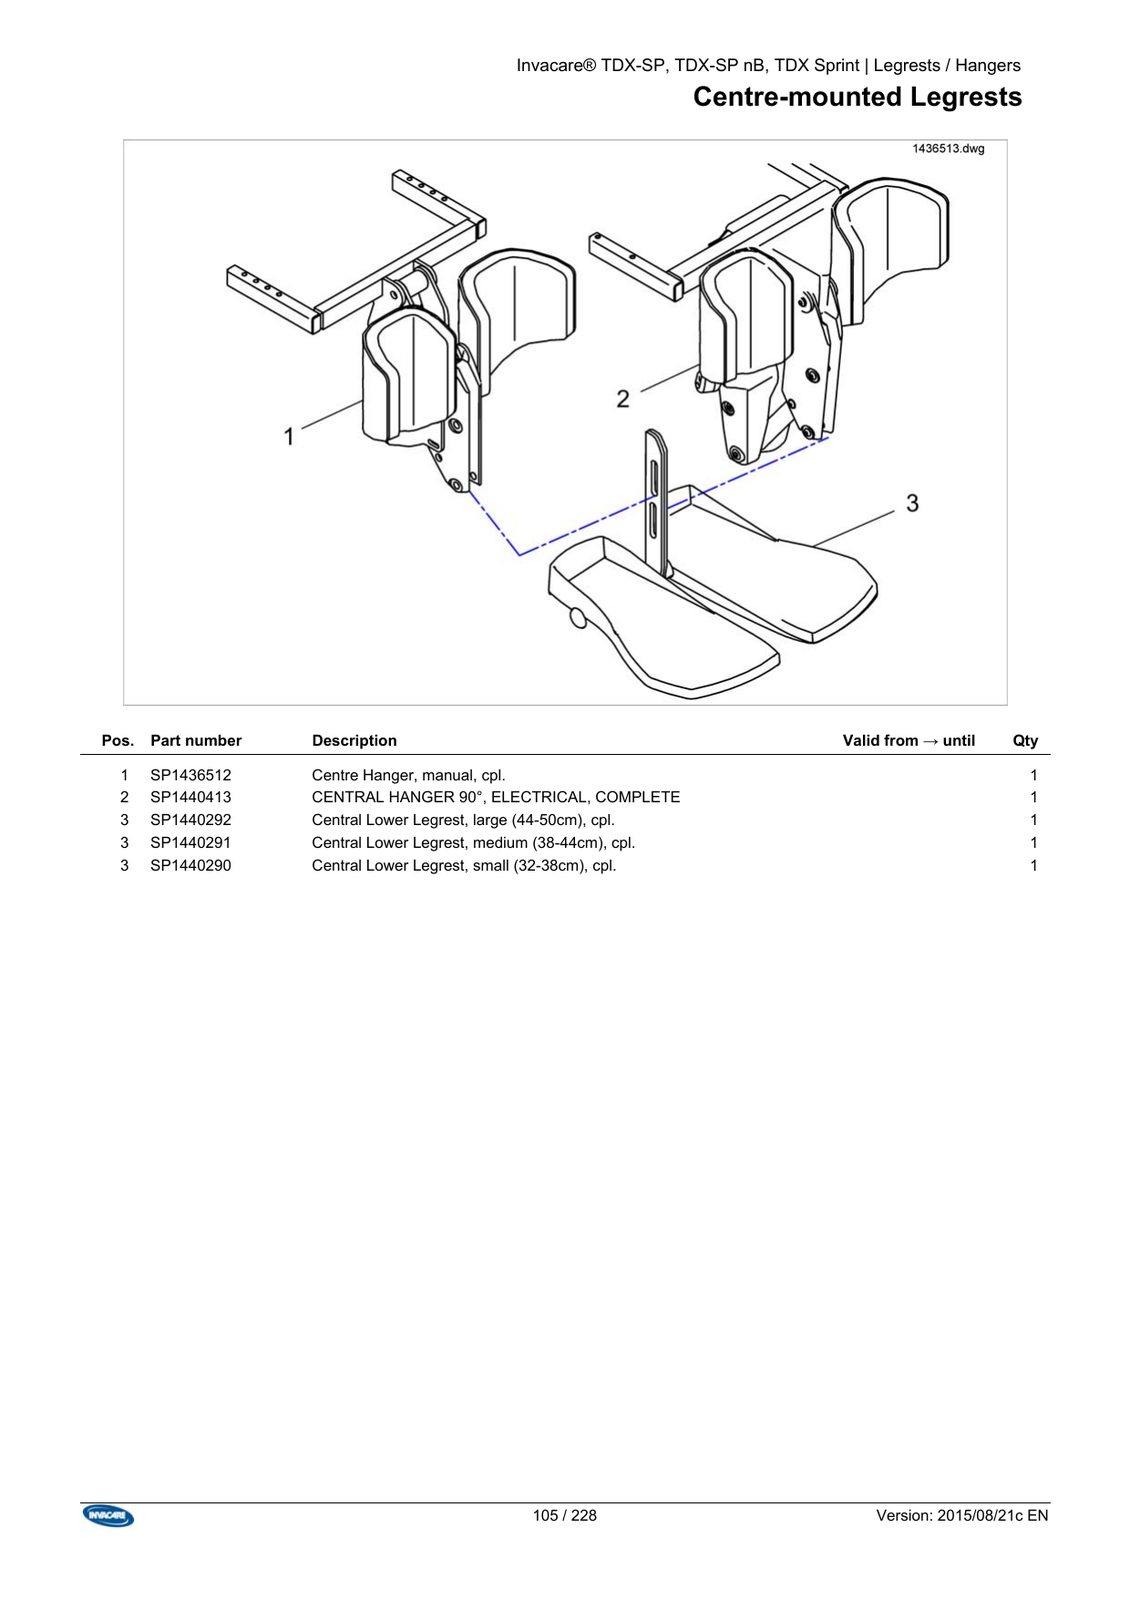 Invacare® TDX-SP, TDX-SP nB, TDX Sprint | Legrests / Hangers
Centre-mounted Legrests
1436513.dwg
1
2
3
Pos. Part number Description Valid from → until Qty
1 SP1436512 Centre Hanger, manual, cpl. 1
2 SP1440413 CENTRAL HANGER 90°, ELECTRICAL, COMPLETE 1
3 SP1440292 Central Lower Legrest, large (44-50cm), cpl. 1
3 SP1440291 Central Lower Legrest, medium (38-44cm), cpl. 1
3 SP1440290 Central Lower Legrest, small (32-38cm), cpl. 1
INVACARE 105 / 228 Version: 2015/08/21c EN